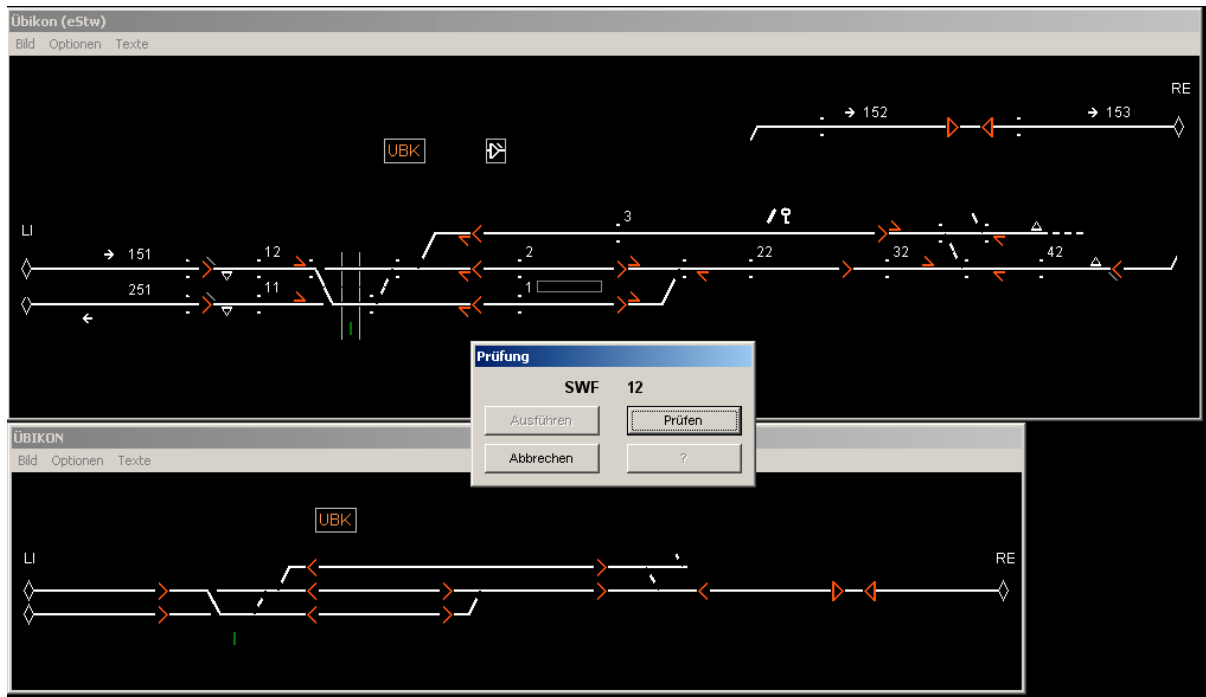 Übikon (eStw)
Bild Optionen Texte
RE
152 153
UBK
3
LI
151 12 2 22 32 42
251 11 1
Prüfung
SWF 12
Ausführen Prüfen
Abbrechen ?
ÜBIKON
Bild Optionen Texte
UBK
LI RE